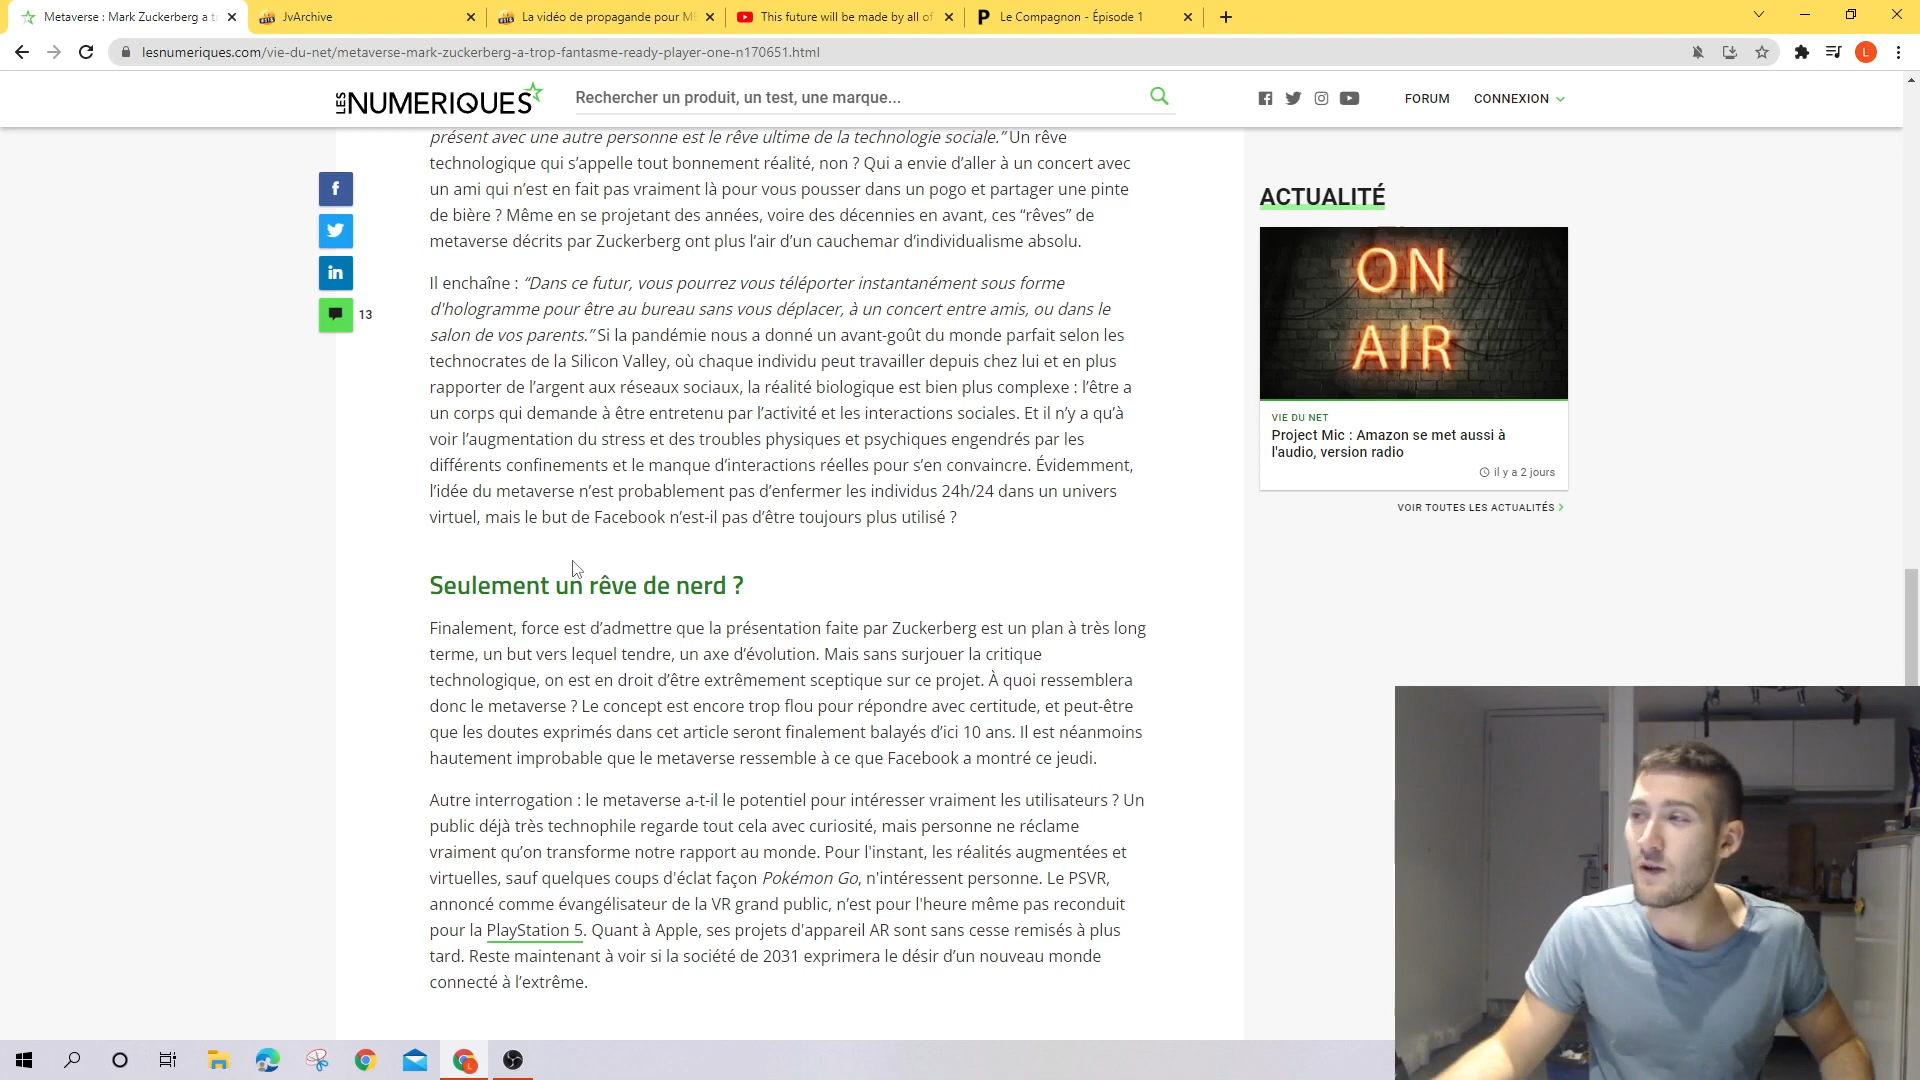 Metaverse : Mark Zuckerberg a tr
JvArchive
La vidéo de propagande pour ME
This future will be made by all of
Le Compagnon - Épisode 1
lesnumeriques.com/vie-du-net/metaverse-mark-zuckerberg-a-trop-fantasme-ready-player-one-n170651.html
L
LES NUMERIQUES
Rechercher un produit, un test, une marque...
FORUM
CONNEXION
présent avec une autre personne est le rêve ultime de la technologie sociale.” Un rêve
technologique qui s’appelle tout bonnement réalité, non ? Qui a envie d’aller à un concert avec
un ami qui n’est en fait pas vraiment là pour vous pousser dans un pogo et partager une pinte
de bière ? Même en se projetant des années, voire des décennies en avant, ces “rêves” de
metaverse décrits par Zuckerberg ont plus l’air d’un cauchemar d’individualisme absolu.
13
Il enchaîne : “Dans ce futur, vous pourrez vous téléporter instantanément sous forme
d'hologramme pour être au bureau sans vous déplacer, à un concert entre amis, ou dans le
salon de vos parents.” Si la pandémie nous a donné un avant-goût du monde parfait selon les
technocrates de la Silicon Valley, où chaque individu peut travailler depuis chez lui et en plus
rapporter de l’argent aux réseaux sociaux, la réalité biologique est bien plus complexe : l’être a
un corps qui demande à être entretenu par l’activité et les interactions sociales. Et il n’y a qu’à
voir l’augmentation du stress et des troubles physiques et psychiques engendrés par les
différents confinements et le manque d’interactions réelles pour s’en convaincre. Évidemment,
l’idée du metaverse n’est probablement pas d’enfermer les individus 24h/24 dans un univers
virtuel, mais le but de Facebook n’est-il pas d’être toujours plus utilisé ?
Seulement un rêve de nerd ?
Finalement, force est d’admettre que la présentation faite par Zuckerberg est un plan à très long
terme, un but vers lequel tendre, un axe d’évolution. Mais sans surjouer la critique
technologique, on est en droit d’être extrêmement sceptique sur ce projet. À quoi ressemblera
donc le metaverse ? Le concept est encore trop flou pour répondre avec certitude, et peut-être
que les doutes exprimés dans cet article seront finalement balayés d’ici 10 ans. Il est néanmoins
hautement improbable que le metaverse ressemble à ce que Facebook a montré ce jeudi.
Autre interrogation : le metaverse a-t-il le potentiel pour intéresser vraiment les utilisateurs ? Un
public déjà très technophile regarde tout cela avec curiosité, mais personne ne réclame
vraiment qu’on transforme notre rapport au monde. Pour l'instant, les réalités augmentées et
virtuelles, sauf quelques coups d'éclat façon Pokémon Go, n'intéressent personne. Le PSVR,
annoncé comme évangélisateur de la VR grand public, n’est pour l'heure même pas reconduit
pour la PlayStation 5. Quant à Apple, ses projets d'appareil AR sont sans cesse remisés à plus
tard. Reste maintenant à voir si la société de 2031 exprimera le désir d’un nouveau monde
connecté à l’extrême.
ACTUALITÉ
ON
AIR
VIE DU NET
Project Mic : Amazon se met aussi à
l'audio, version radio
il y a 2 jours
VOIR TOUTES LES ACTUALITÉS